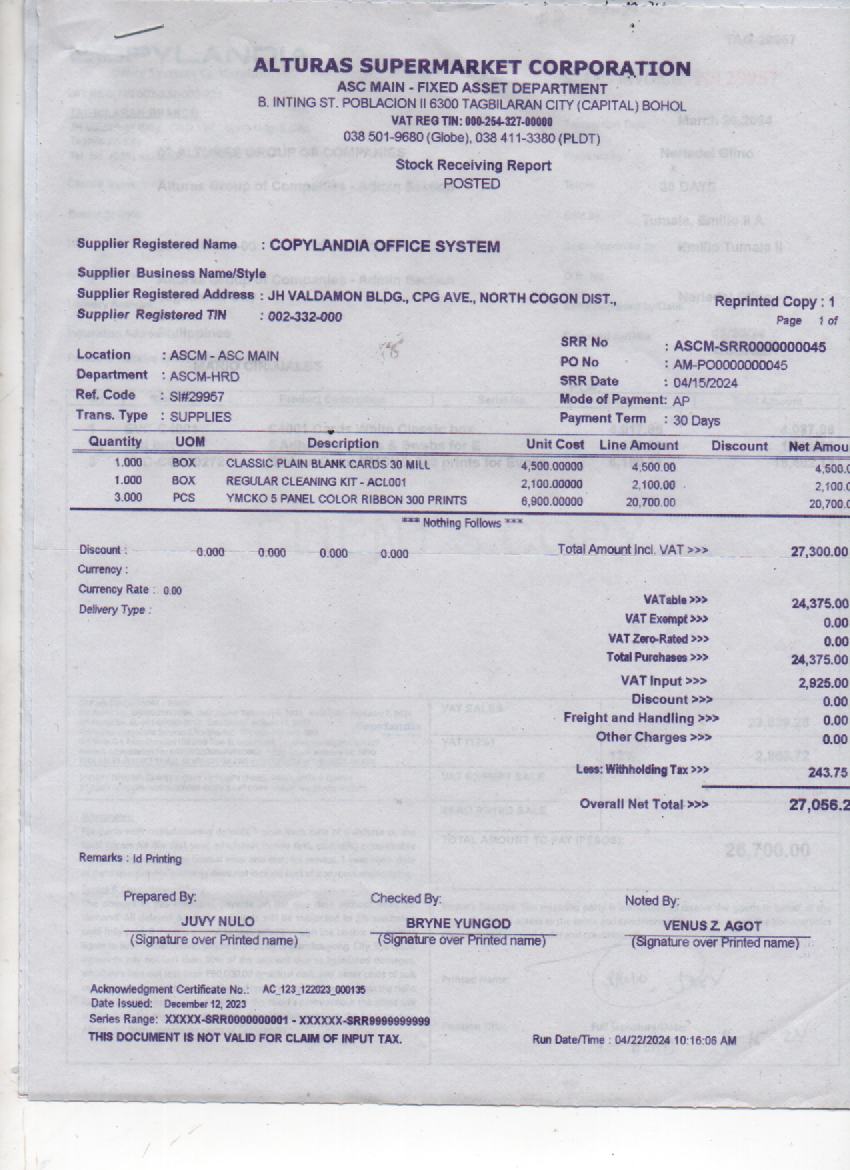 ALTURAS SUPERMARKET CORPORATION
ASC MAIN - FIXED ASSET DEPARTMENT
B. INTING ST. POBLACION II 6300 TAGBILARAN CITY (CAPITAL) BOHOL
VAT REG TIN: 000-254-327-00000
038 501-9680 (Globe), 038 411-3380 (PLDT)
Stock Receiving Report
POSTED
Supplier Registered Name : COPYLANDIA OFFICE SYSTEM
Supplier Business Name/Style
Supplier Registered Address : JH VALDAMON BLDG., CPG AVE., NORTH COGON DIST.,
Supplier Registered TIN : 002-332-000
Reprinted Copy : 1
Page 1 of
Location : ASCM - ASC MAIN
Department : ASCM-HRD
Ref. Code : SI#29957
Trans. Type : SUPPLIES
SRR No : ASCM-SRR0000000045
PO No : AM-PO0000000045
SRR Date : 04/15/2024
Mode of Payment: AP
Payment Term : 30 Days
Quantity UOM Description Unit Cost Line Amount Discount Net Amou
1.000 BOX CLASSIC PLAIN BLANK CARDS 30 MILL 4,500.00000 4,500.00 4,500.0
1.000 BOX REGULAR CLEANING KIT - ACL001 2,100.00000 2,100.00 2,100.0
3.000 PCS YMCKO 5 PANEL COLOR RIBBON 300 PRINTS 6,900.00000 20,700.00 20,700.0
*** Nothing Follows ***
Discount : 0.000 0.000 0.000 0.000
Currency :
Currency Rate : 0.00
Delivery Type :
Total Amount Incl. VAT >>> 27,300.00
VATable >>> 24,375.00
VAT Exempt >>> 0.00
VAT Zero-Rated >>> 0.00
Total Purchases >>> 24,375.00
VAT Input >>> 2,925.00
Discount >>> 0.00
Freight and Handling >>> 0.00
Other Charges >>> 0.00
Less: Withholding Tax >>> 243.75
Overall Net Total >>> 27,056.2
Remarks : Id Printing
Prepared By: Checked By: Noted By:
JUVY NULO BRYNE YUNGOD VENUS Z. AGOT
(Signature over Printed name) (Signature over Printed name) (Signature over Printed name)
Acknowledgment Certificate No.: AC_123_122023_000135
Date Issued: December 12, 2023
Series Range: XXXXX-SRR0000000001 - XXXXXX-SRR9999999999
THIS DOCUMENT IS NOT VALID FOR CLAIM OF INPUT TAX.
Run Date/Time : 04/22/2024 10:16:06 AM